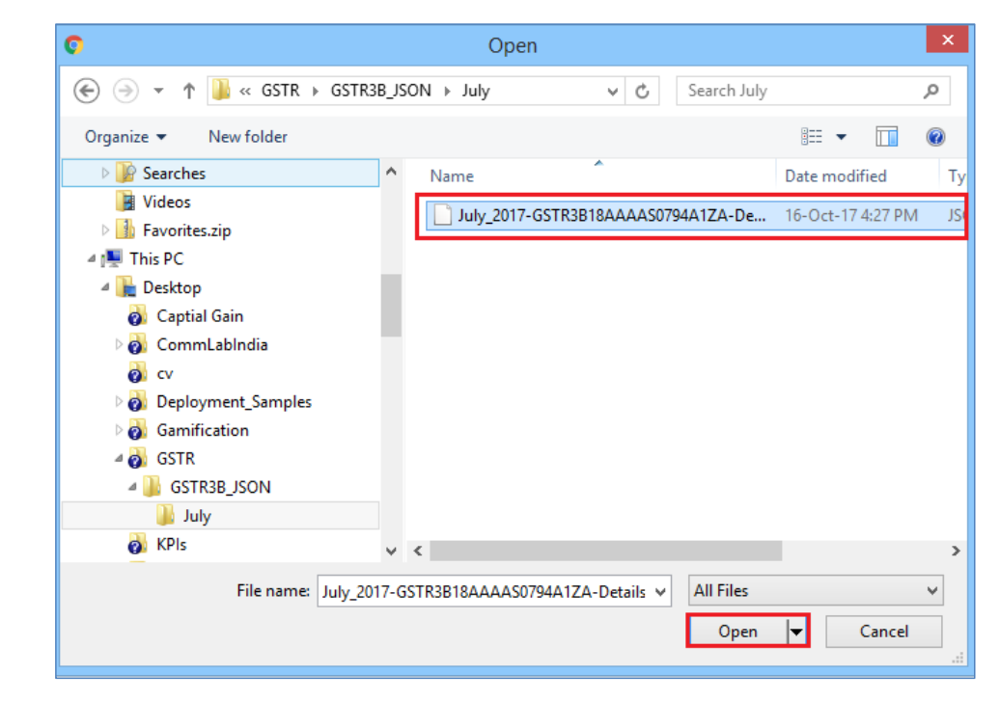 Open
« GSTR GSTR3B_JSON July
Search July
Organize
New folder
Name Date modified Ty
July_2017-GSTR3B18AAAAS0794A1ZA-De... 16-Oct-17 4:27 PM JS
Searches
Videos
Favorites.zip
This PC
Desktop
Captial Gain
CommLabIndia
cv
Deployment_Samples
Gamification
GSTR
GSTR3B_JSON
July
KPIs
File name: July_2017-GSTR3B18AAAAS0794A1ZA-Details All Files
Open Cancel